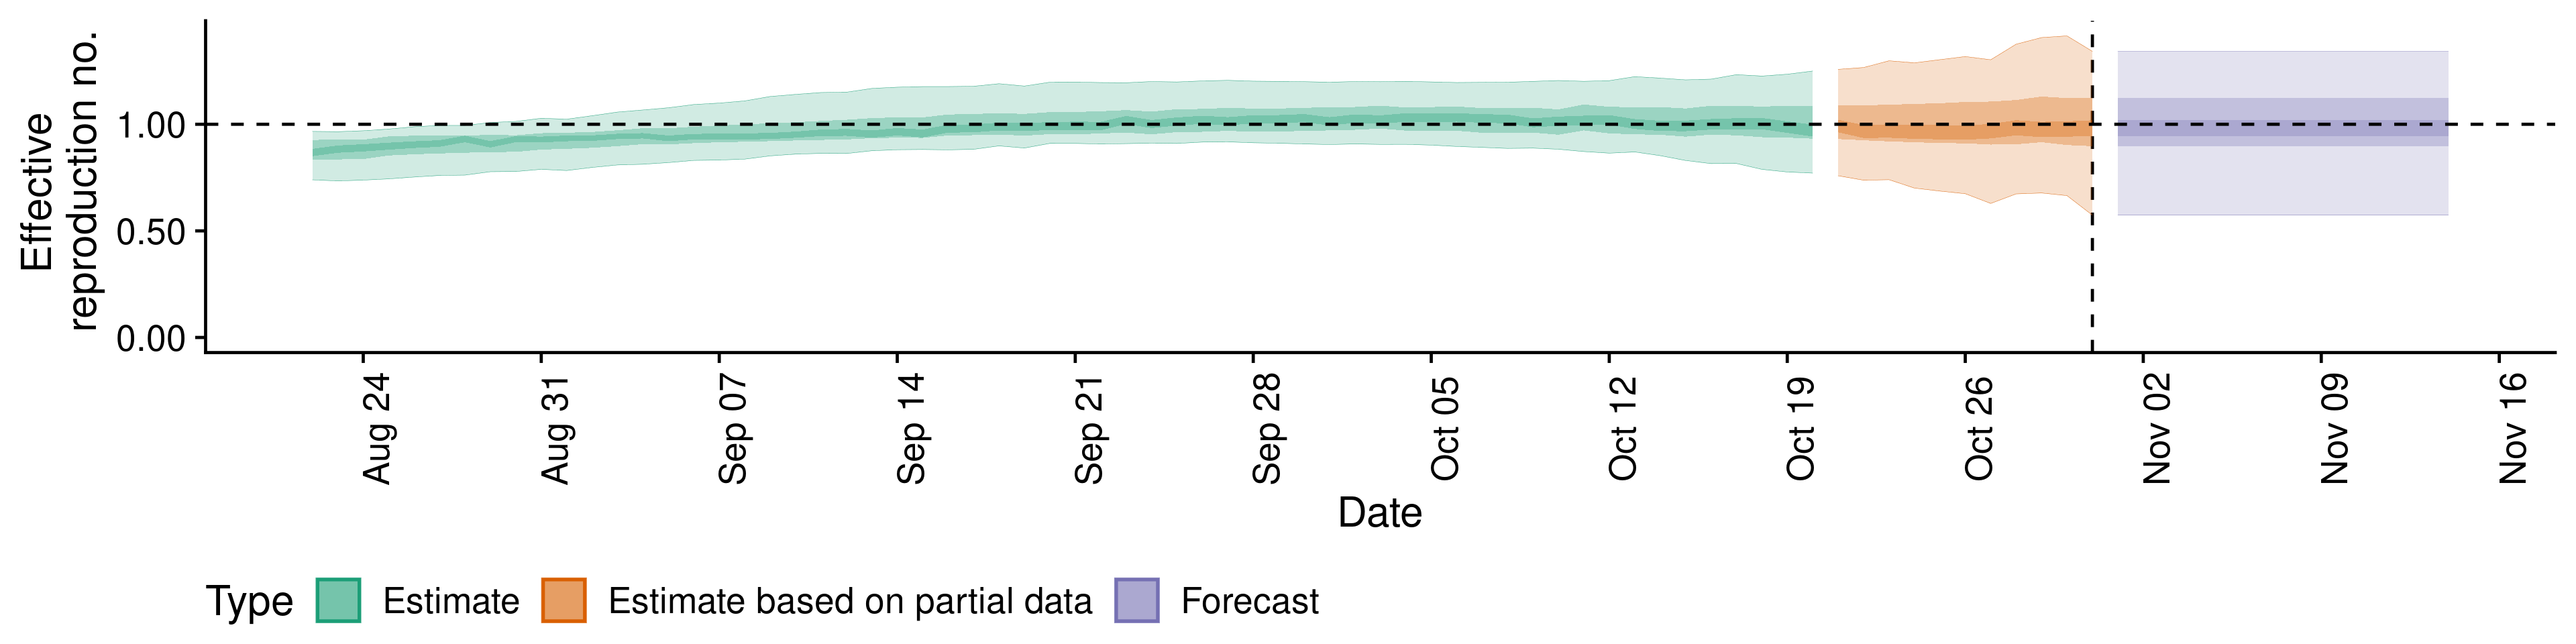 Effective
reproduction no.
1.00
0.50
0.00
Aug 24
Aug 31
Sep 07
Sep 14
Sep 21
Sep 28
Oct 05
Oct 12
Oct 19
Oct 26
Nov 02
Nov 09
Nov 16
Date
Type Estimate Estimate based on partial data Forecast